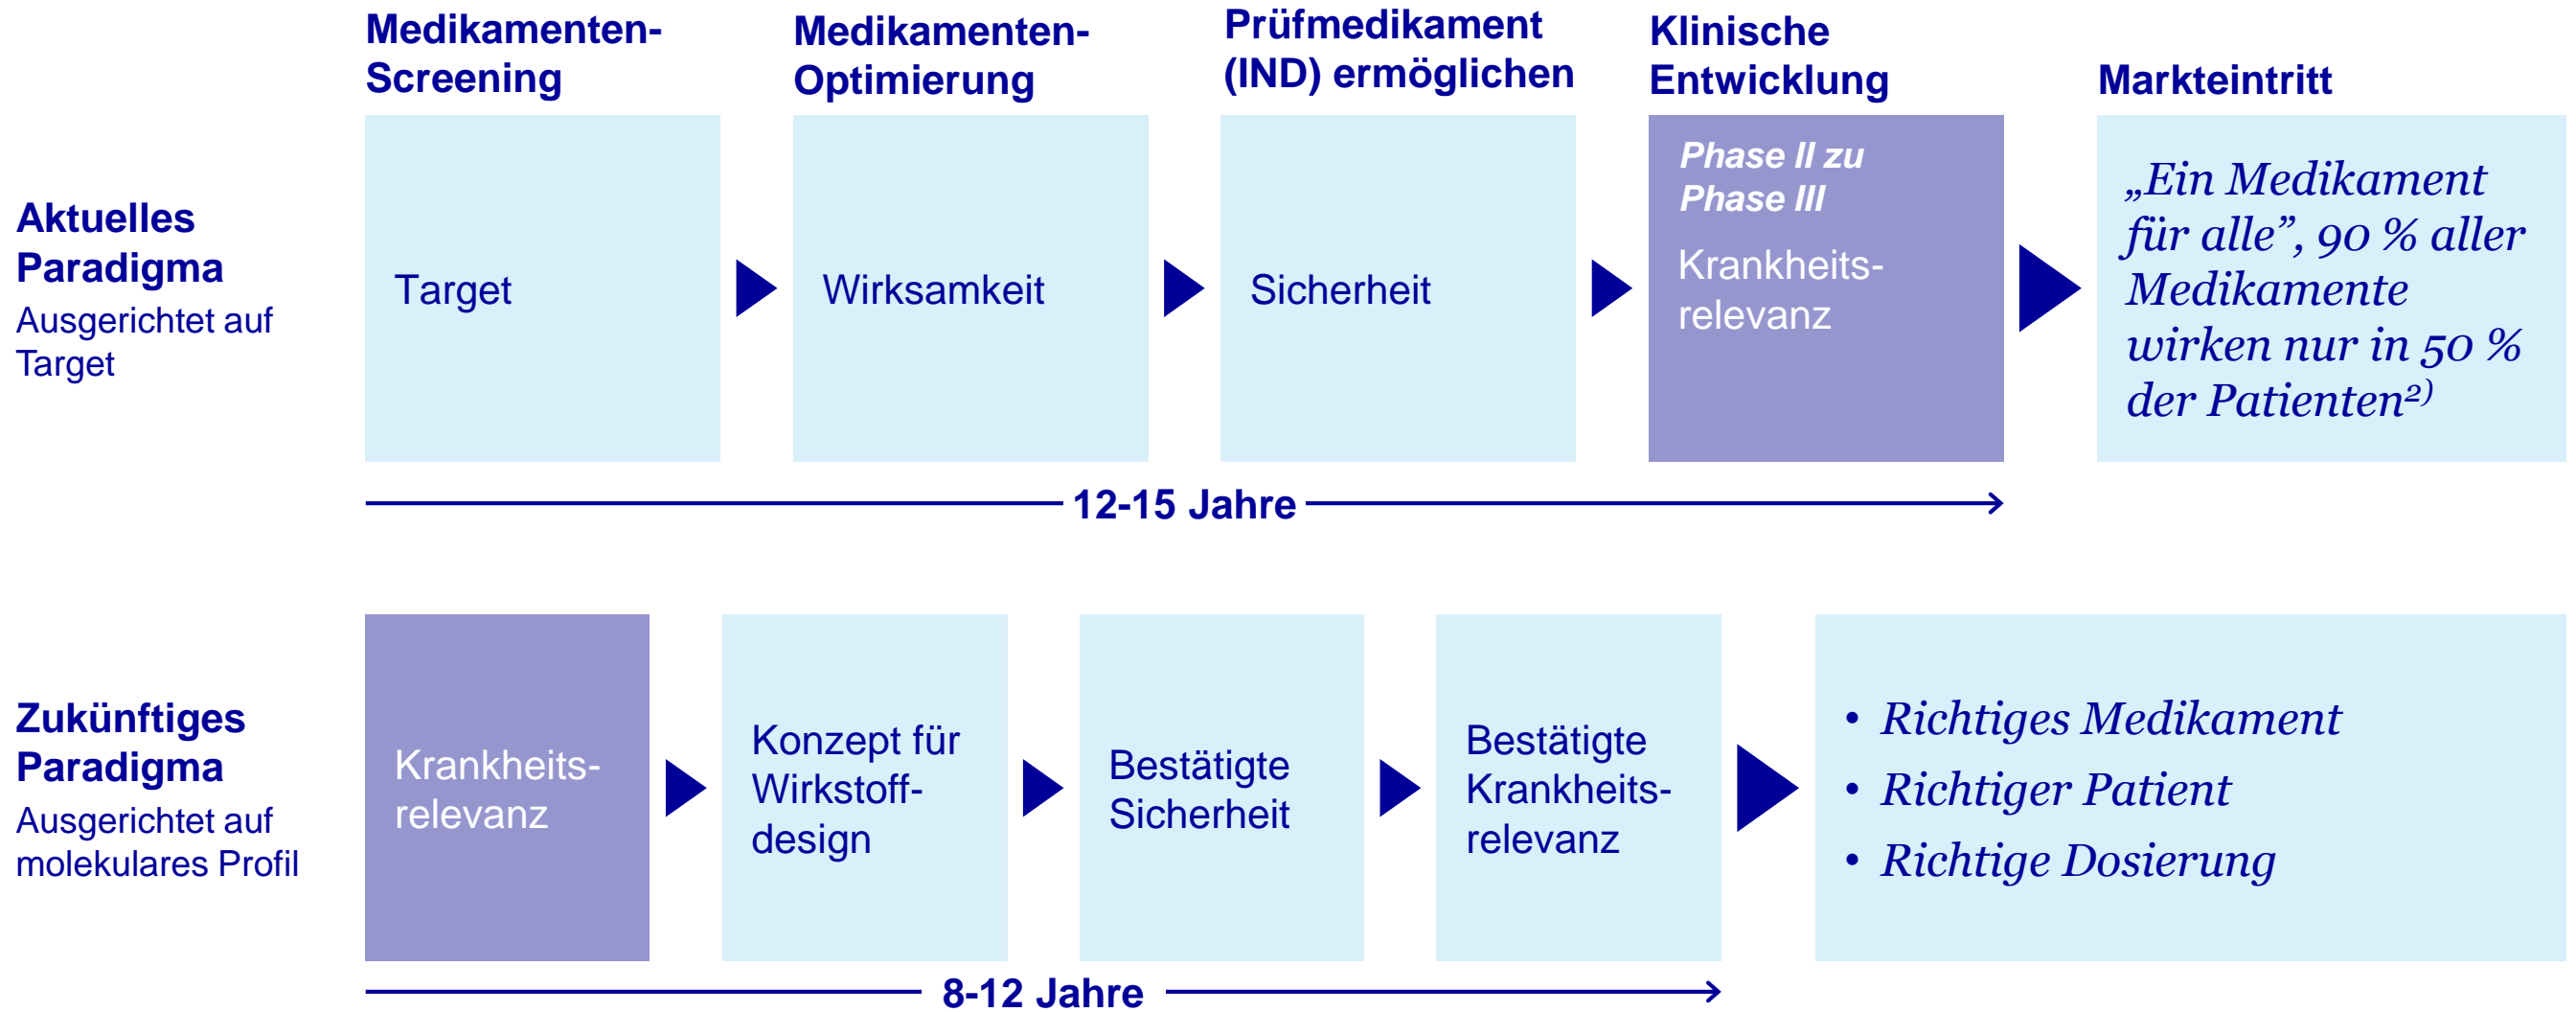 Medikamenten-
Screening
Medikamenten-
Optimierung
Prüfmedikament
(IND) ermöglichen
Klinische
Entwicklung
Markteintritt
Aktuelles
Paradigma
Ausgerichtet auf
Target
Target
Wirksamkeit
Sicherheit
Phase II zu
Phase III
Krankheits-
relevanz
„Ein Medikament
für alle”, 90 % aller
Medikamente
wirken nur in 50 %
der Patienten²⁾
12-15 Jahre
Zukünftiges
Paradigma
Ausgerichtet auf
molekulares Profil
Krankheits-
relevanz
Konzept für
Wirkstoff-
design
Bestätigte
Sicherheit
Bestätigte
Krankheits-
relevanz
• Richtiges Medikament
• Richtiger Patient
• Richtige Dosierung
8-12 Jahre